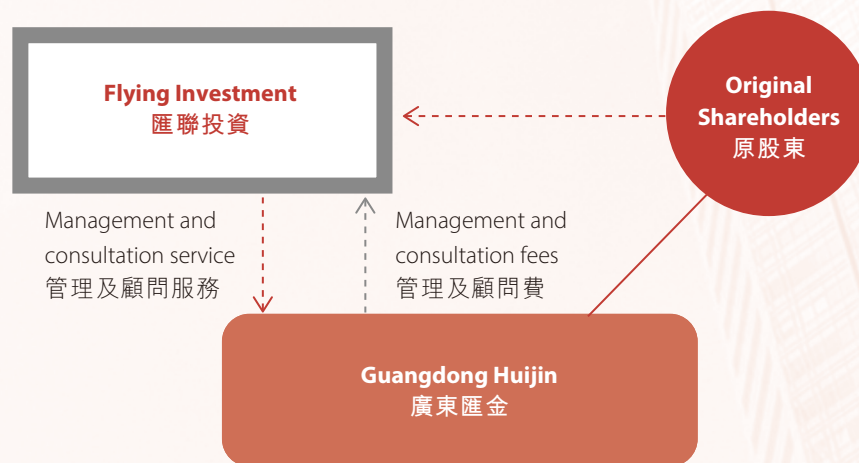 Flying Investment
匯聯投資
Original
Shareholders
原股東
Management and
consultation service
管理及顧問服務
Management and
consultation fees
管理及顧問費
Guangdong Huijin
廣東匯金